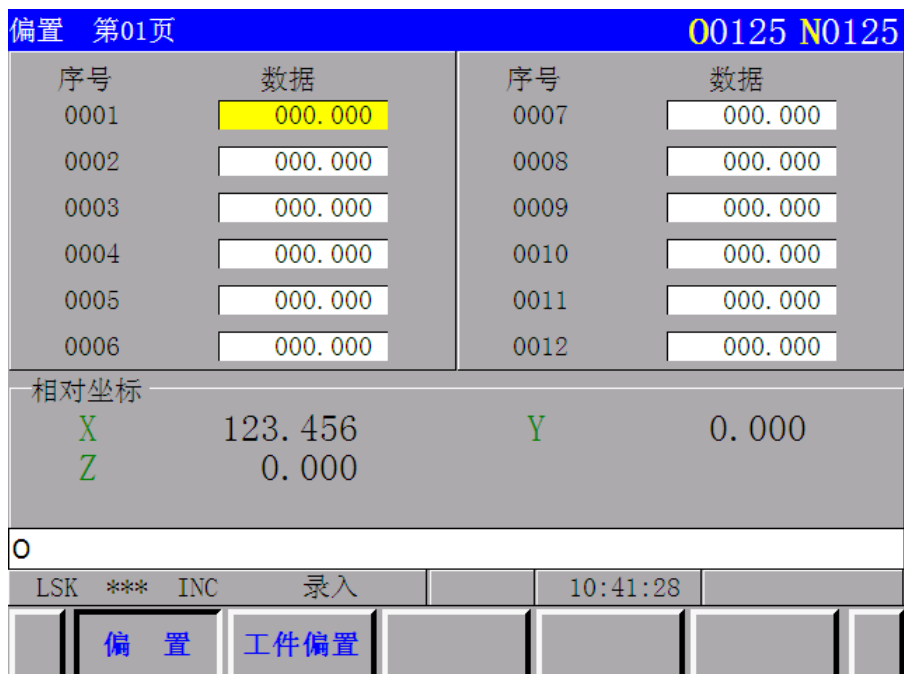 偏置 第01页 O0125 N0125
序号 数据 序号 数据
0001 000.000 0007 000.000
0002 000.000 0008 000.000
0003 000.000 0009 000.000
0004 000.000 0010 000.000
0005 000.000 0011 000.000
0006 000.000 0012 000.000
相对坐标
X 123.456 Y 0.000
Z 0.000
O
LSK *** INC 录入 10:41:28
偏 置 工件偏置